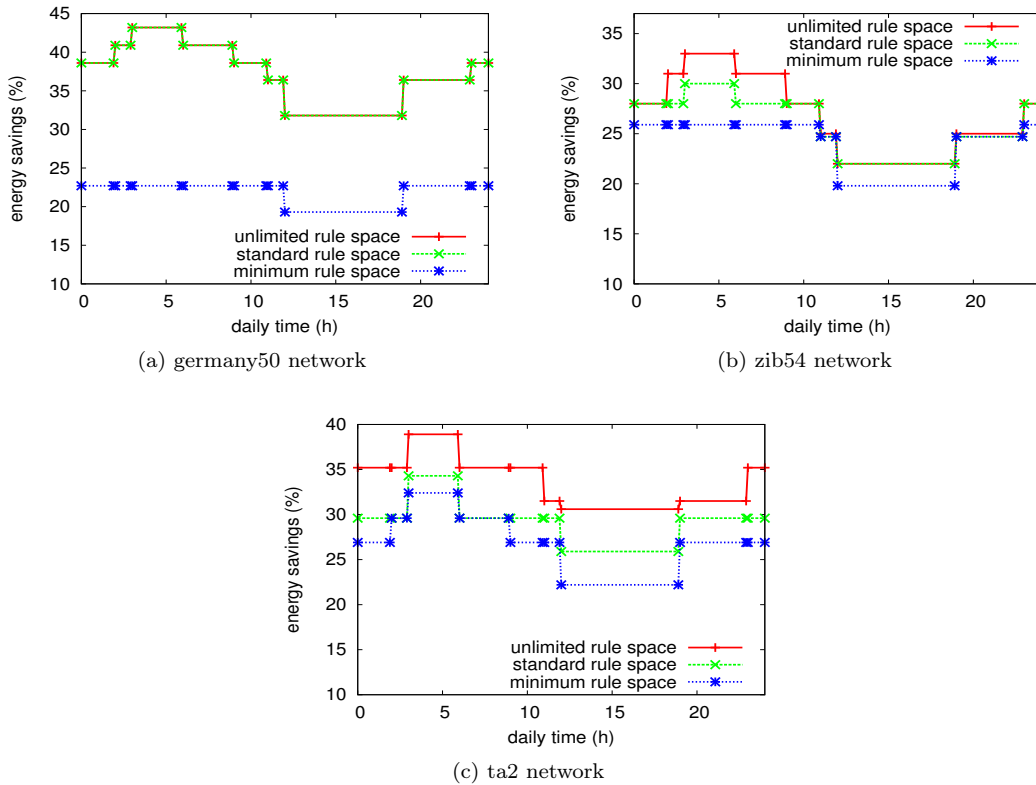 45
40
35
30
25
20
15
10
energy savings (%)
unlimited rule space
standard rule space
minimum rule space
0 5 10 15 20
daily time (h)
(a) germany50 network
35
30
25
20
15
10
energy savings (%)
unlimited rule space
standard rule space
minimum rule space
0 5 10 15 20
daily time (h)
(b) zib54 network
40
35
30
25
20
15
10
energy savings (%)
unlimited rule space
standard rule space
minimum rule space
0 5 10 15 20
daily time (h)
(c) ta2 network